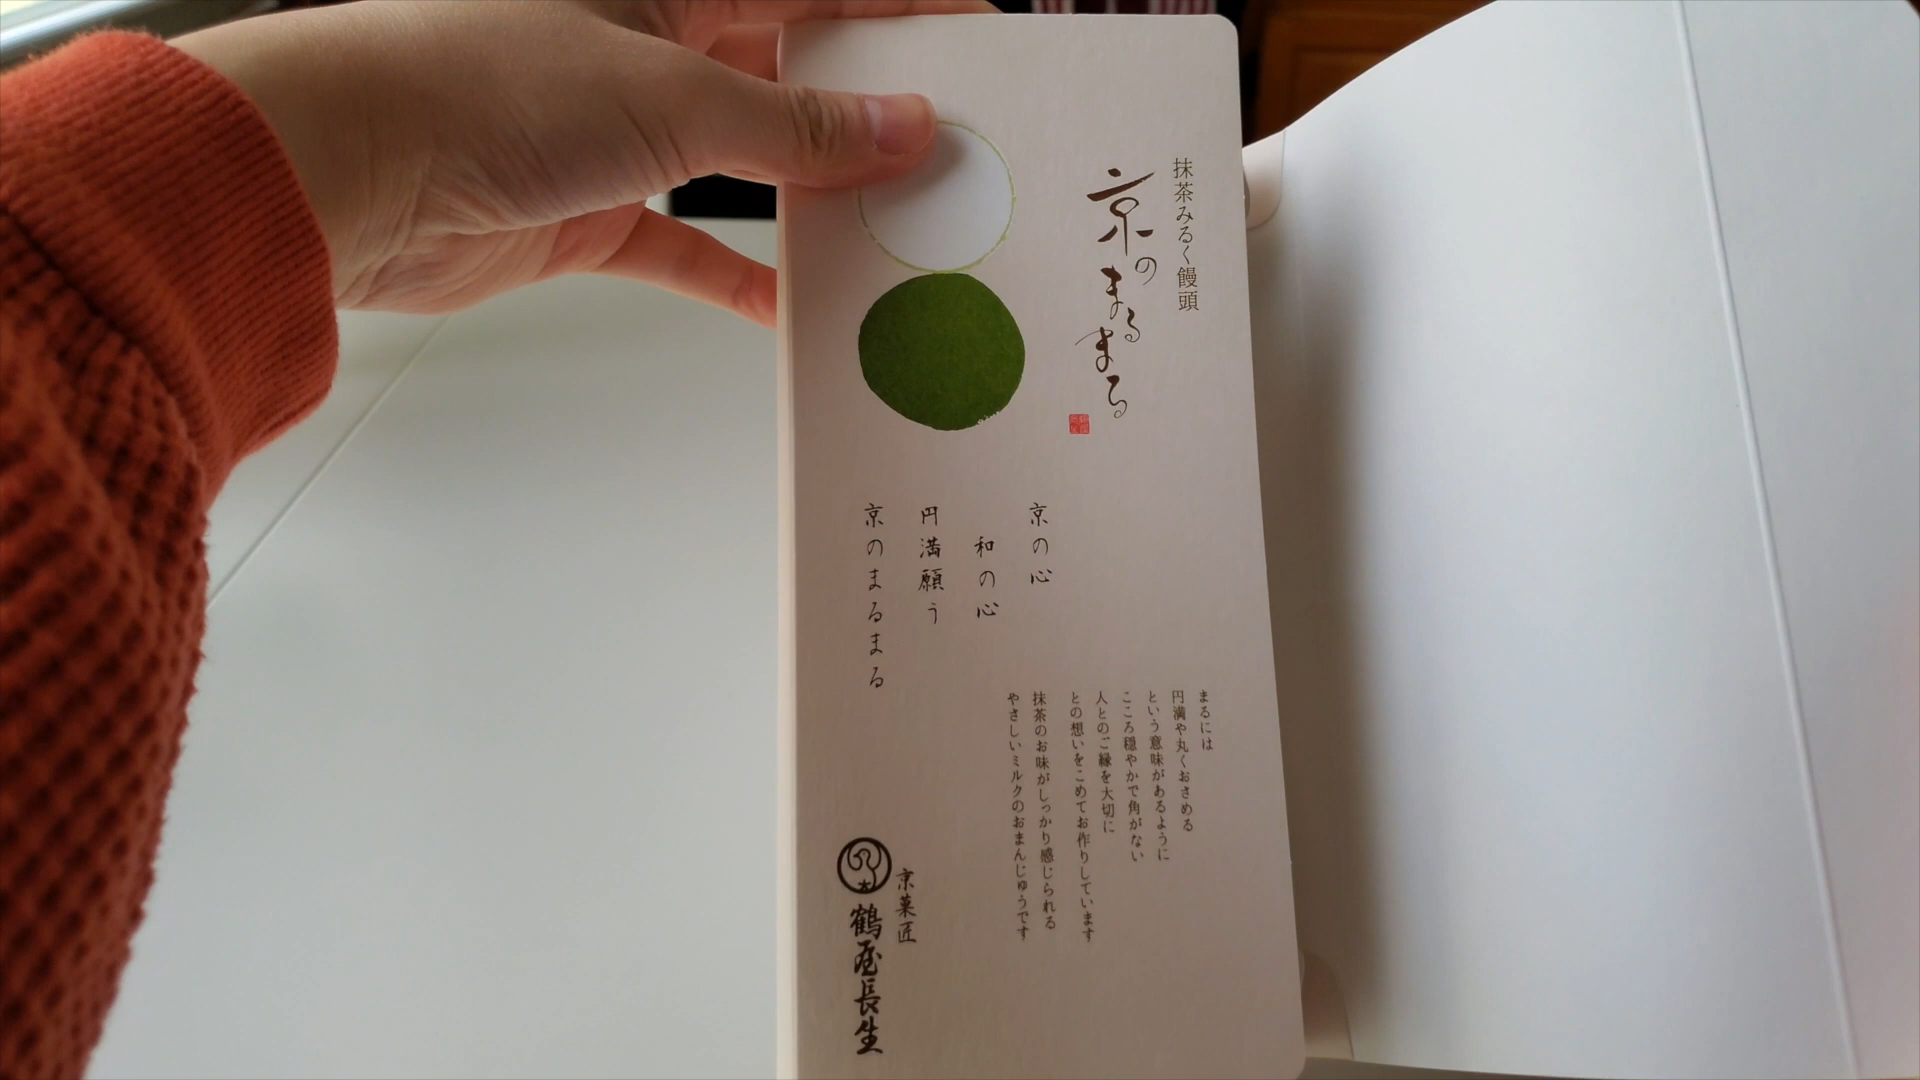 抹茶みるく饅頭
京のまるまる
京の心
和の心
円満願う
京のまるまる
まるには
円満や丸くおさめる
という意味があるように
こころ穏やかで角がない
人とのご縁を大切に
との想いをこめてお作りしています
抹茶のお味がしっかり感じられる
やさしいミルクのおまんじゅうです
京菓匠
鶴屋長生